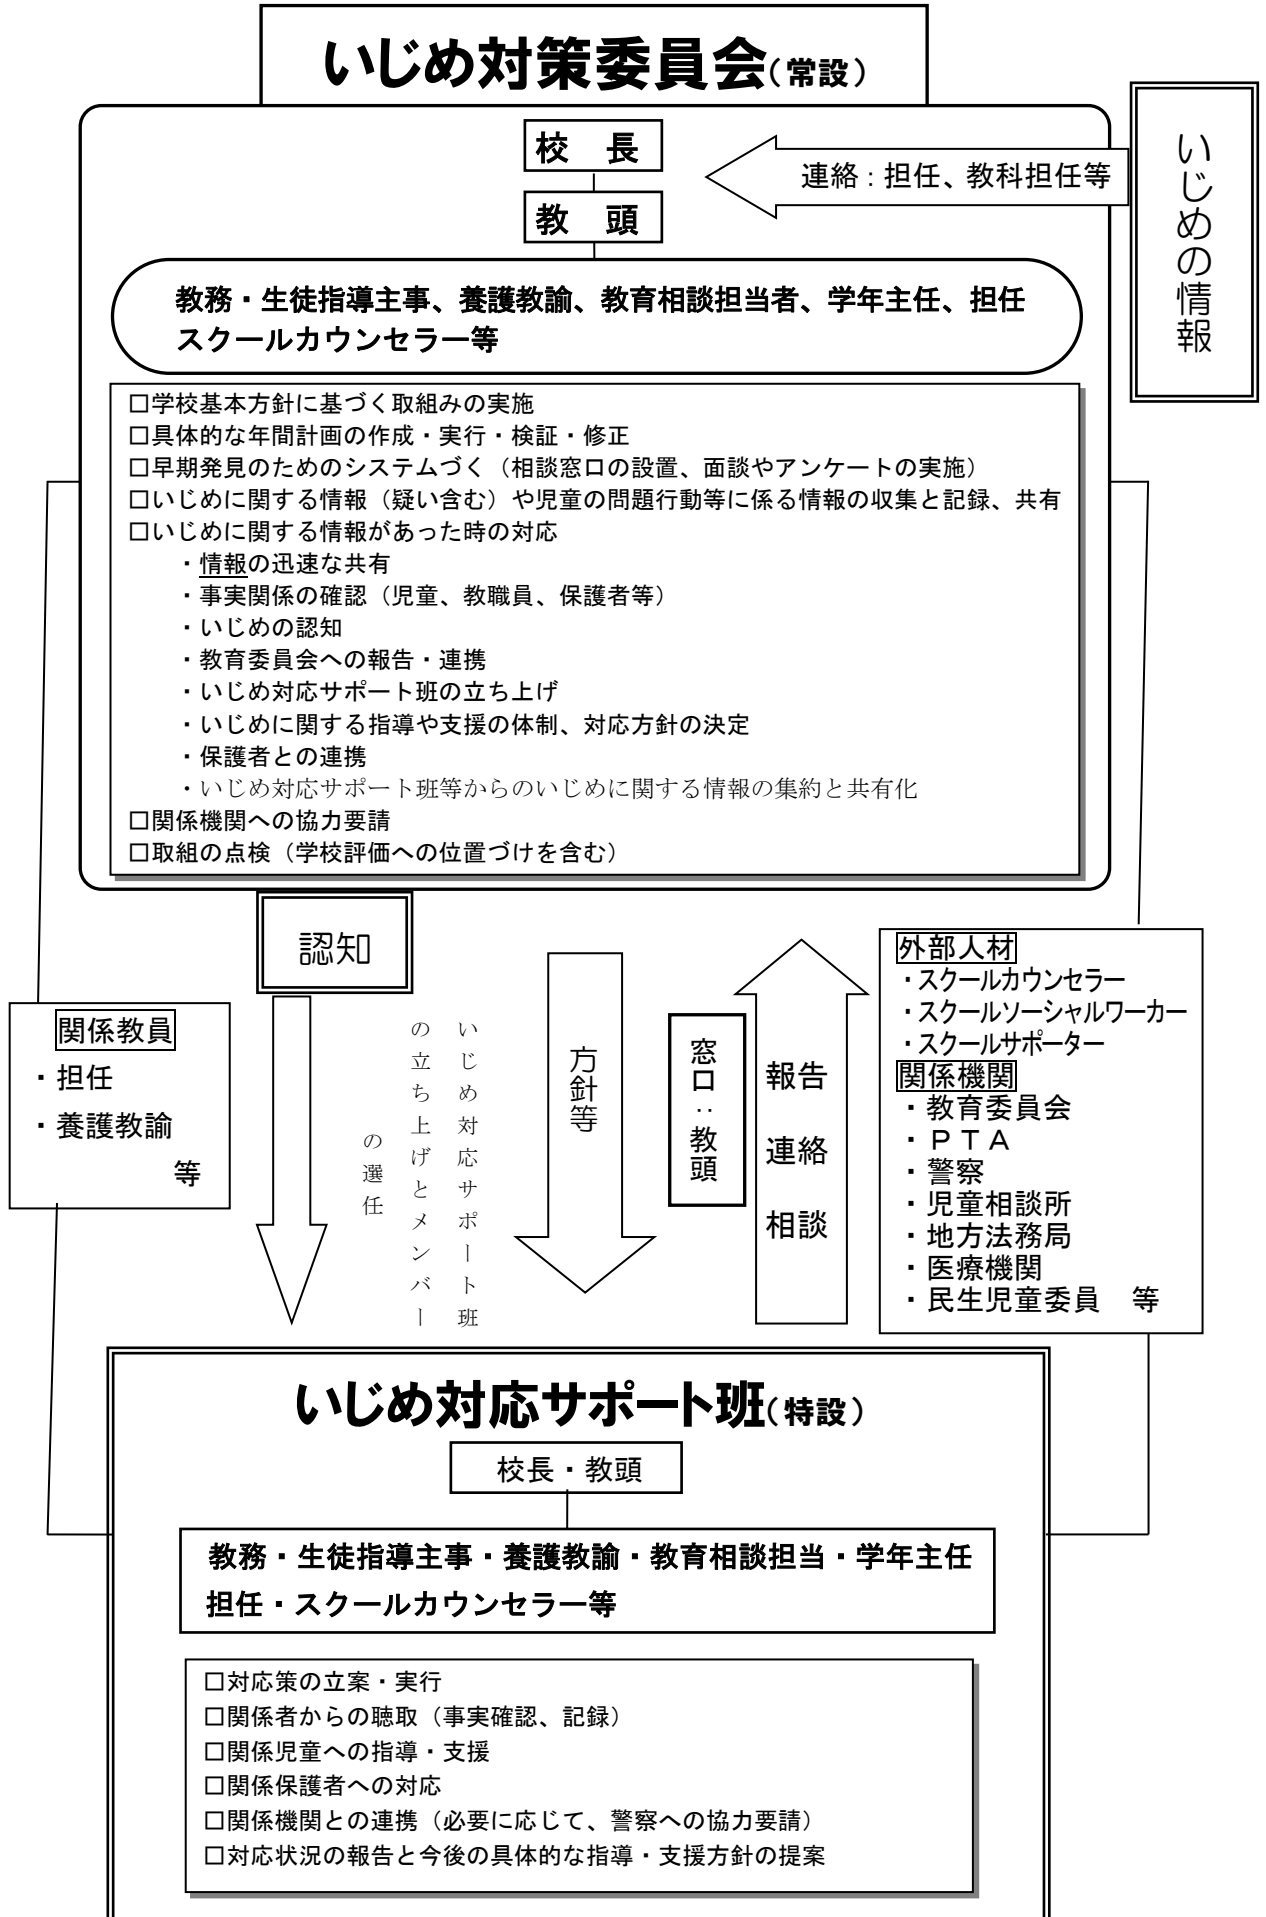 いじめ対策委員会（常設）
校　長
連絡：担任、教科担任等
いじめの情報
教　頭
教務・生徒指導主事、養護教諭、教育相談担当者、学年主任、担任
スクールカウンセラー等
□学校基本方針に基づく取組みの実施
□具体的な年間計画の作成・実行・検証・修正
□早期発見のためのシステムづく（相談窓口の設置、面談やアンケートの実施）
□いじめに関する情報（疑い含む）や児童の問題行動等に係る情報の収集と記録、共有
□いじめに関する情報があった時の対応
・情報の迅速な共有
・事実関係の確認（児童、教職員、保護者等）
・いじめの認知
・教育委員会への報告・連携
・いじめ対応サポート班の立ち上げ
・いじめに関する指導や支援の体制、対応方針の決定
・保護者との連携
・いじめ対応サポート班等からのいじめに関する情報の集約と共有化
□関係機関への協力要請
□取組の点検（学校評価への位置づけを含む）
認知
関係教員
・担任
・養護教諭
等
いじめ対応サポート班
の立ち上げとメンバー
の選任
方針等
窓口：教頭
報告
連絡
相談
外部人材
・スクールカウンセラー
・スクールソーシャルワーカー
・スクールサポーター
関係機関
・教育委員会
・ＰＴＡ
・警察
・児童相談所
・地方法務局
・医療機関
・民生児童委員　等
いじめ対応サポート班（特設）
校長・教頭
教務・生徒指導主事・養護教諭・教育相談担当・学年主任
担任・スクールカウンセラー等
□対応策の立案・実行
□関係者からの聴取（事実確認、記録）
□関係児童への指導・支援
□関係保護者への対応
□関係機関との連携（必要に応じて、警察への協力要請）
□対応状況の報告と今後の具体的な指導・支援方針の提案